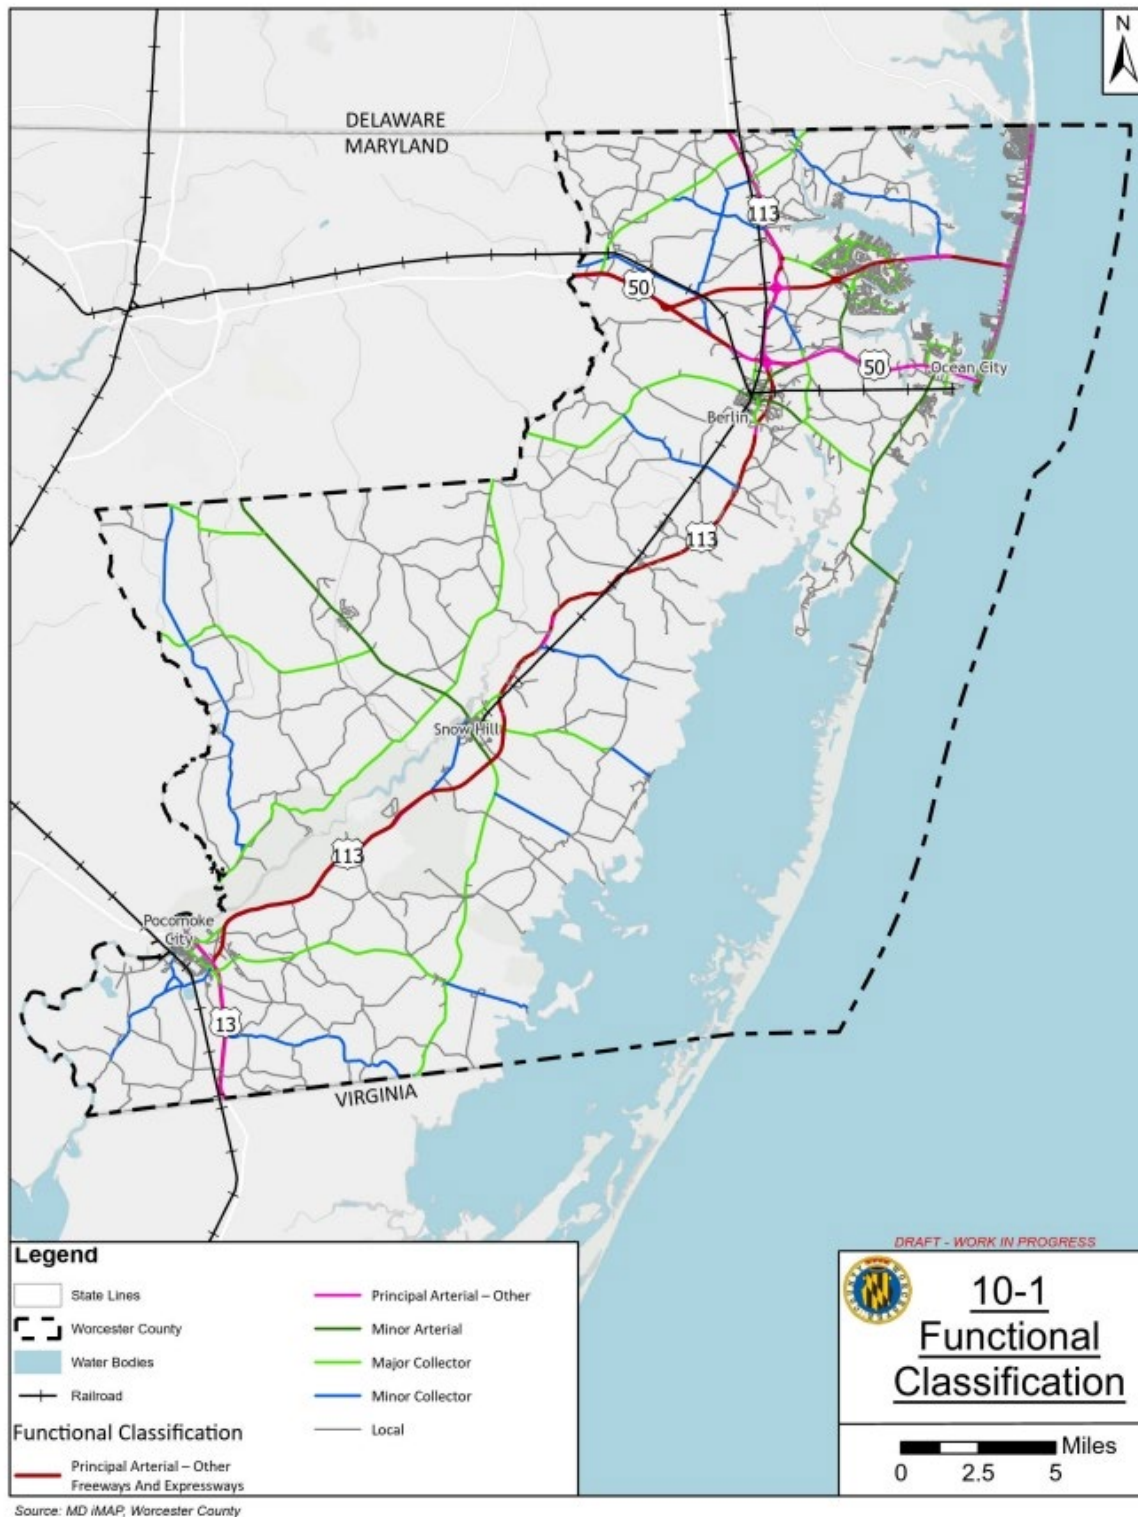 N
DELAWARE
MARYLAND
113
50
50
Ocean City
Berlin
113
Snow Hill
113
Pocomoke
City
13
VIRGINIA
Legend
State Lines
Worcester County
Water Bodies
Railroad
Functional Classification
Principal Arterial – Other
Freeways And Expressways
Principal Arterial – Other
Minor Arterial
Major Collector
Minor Collector
Local
DRAFT - WORK IN PROGRESS
10-1
Functional
Classification
Miles
0 2.5 5
Source: MD iMAP, Worcester County